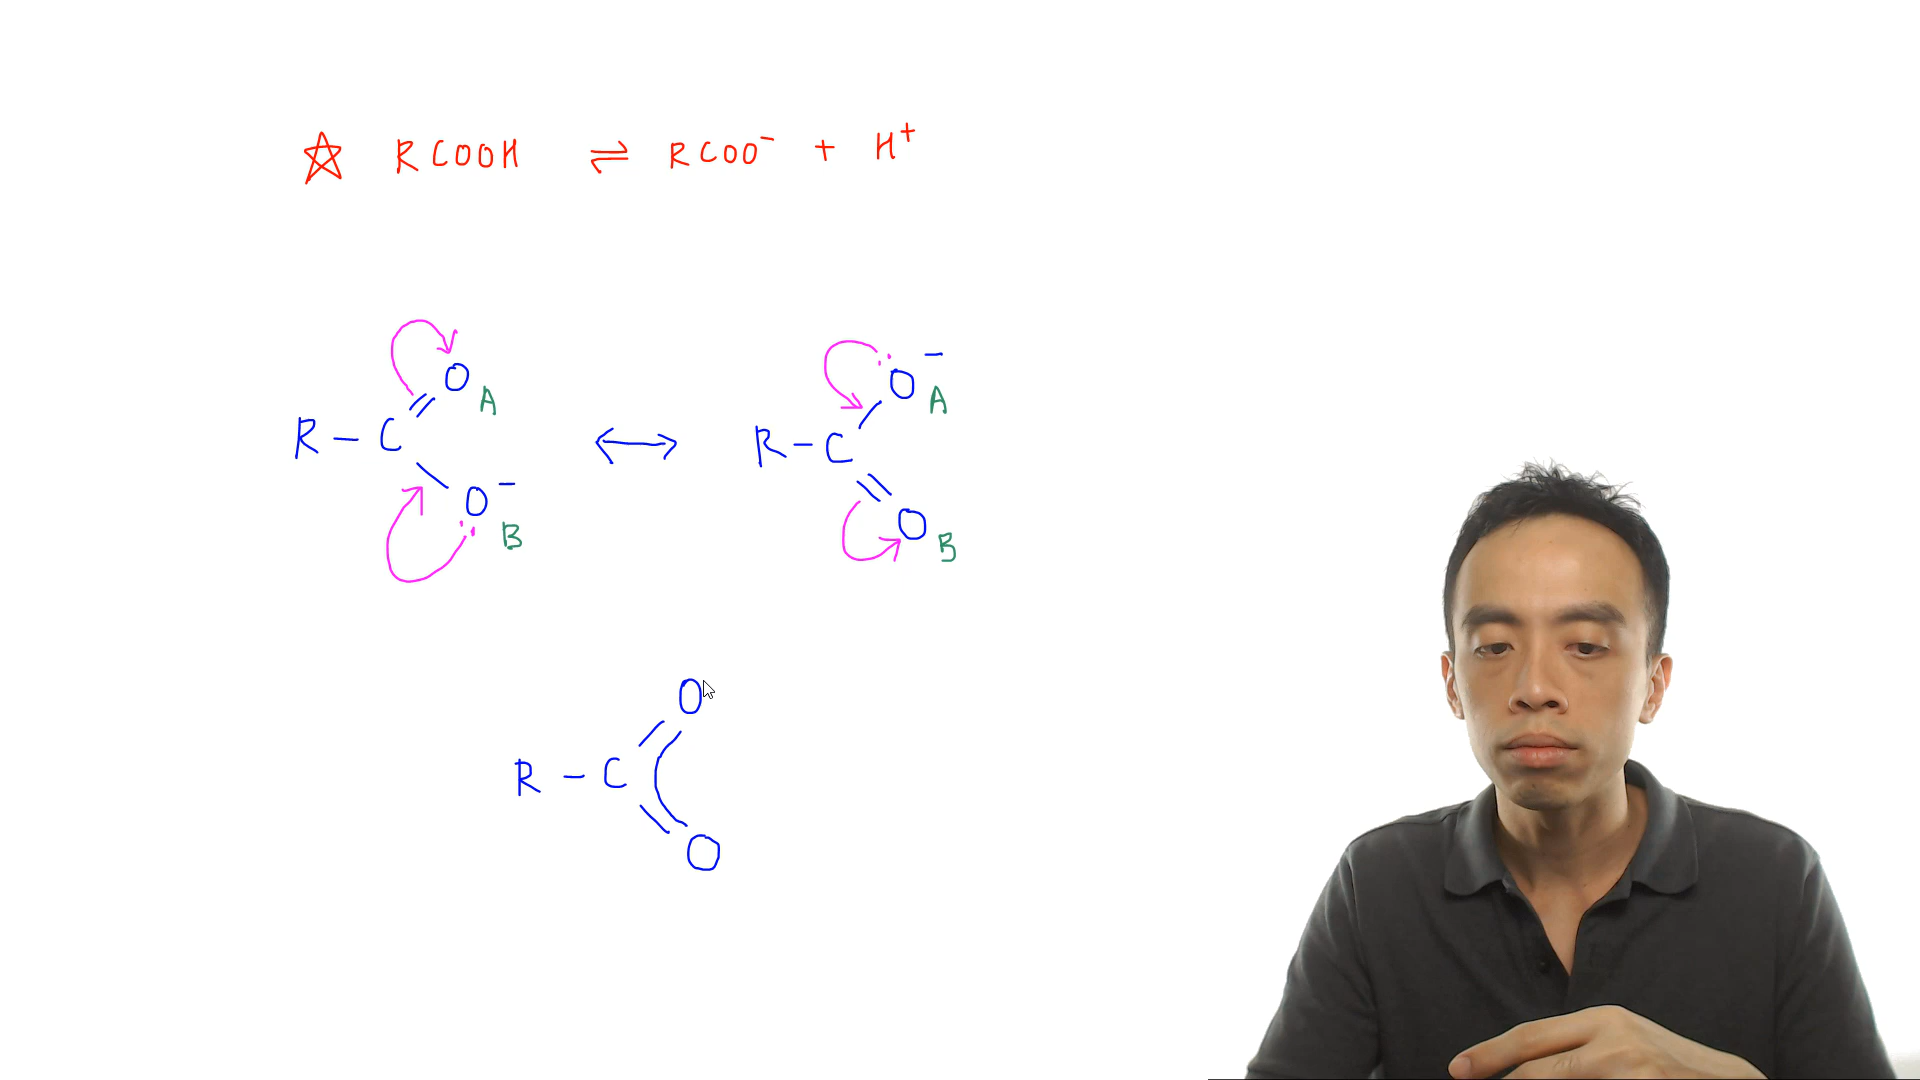 ☆ RCOOH ⇌ RCOO⁻ + H⁺
O A
R – C
O⁻ B
↔
O⁻ A
R – C
O B
O
R – C
O